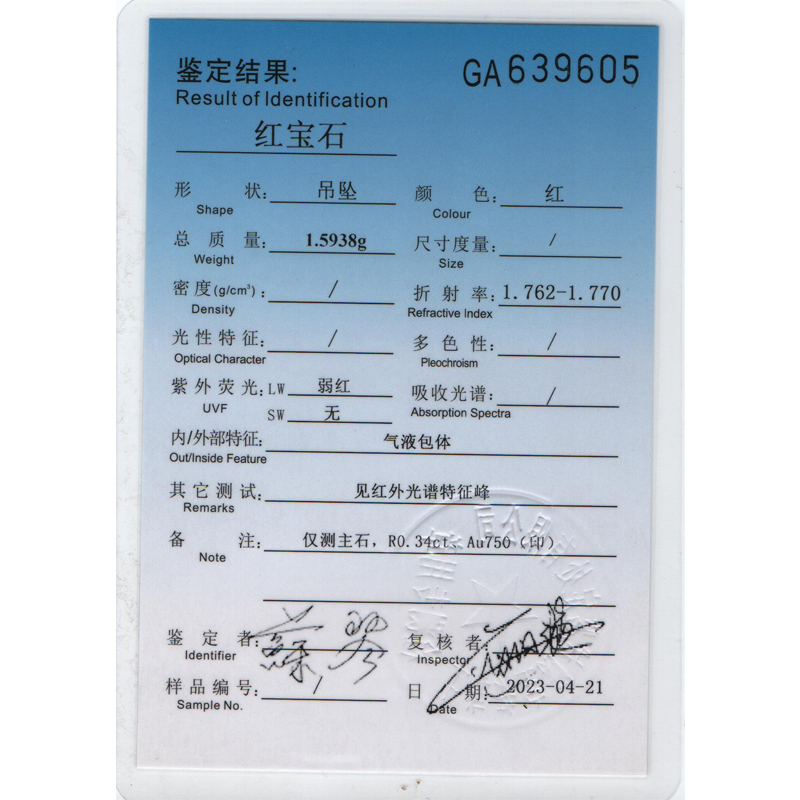 鉴定结果: GA639605
Result of Identification
红宝石
形 状: 吊坠 颜 色: 红
Shape Colour
总 质 量: 1.5938g 尺寸度量: /
Weight Size
密 度(g/cm³): / 折 射 率: 1.762-1.770
Density Refractive Index
光性特征: / 多 色 性: /
Optical Character Pleochroism
紫外荧光: LW 弱红 吸收光谱: /
UVF SW 无 Absorption Spectra
内/外部特征: 气液包体
Out/Inside Feature
其它测试: 见红外光谱特征峰
Remarks
备 注: 仅测主石, R0.34ct、Au750(印)
Note
鉴 定 者: 复 核 者:
Identifier Inspector
样品编号: / 日 期: 2023-04-21
Sample No. Date